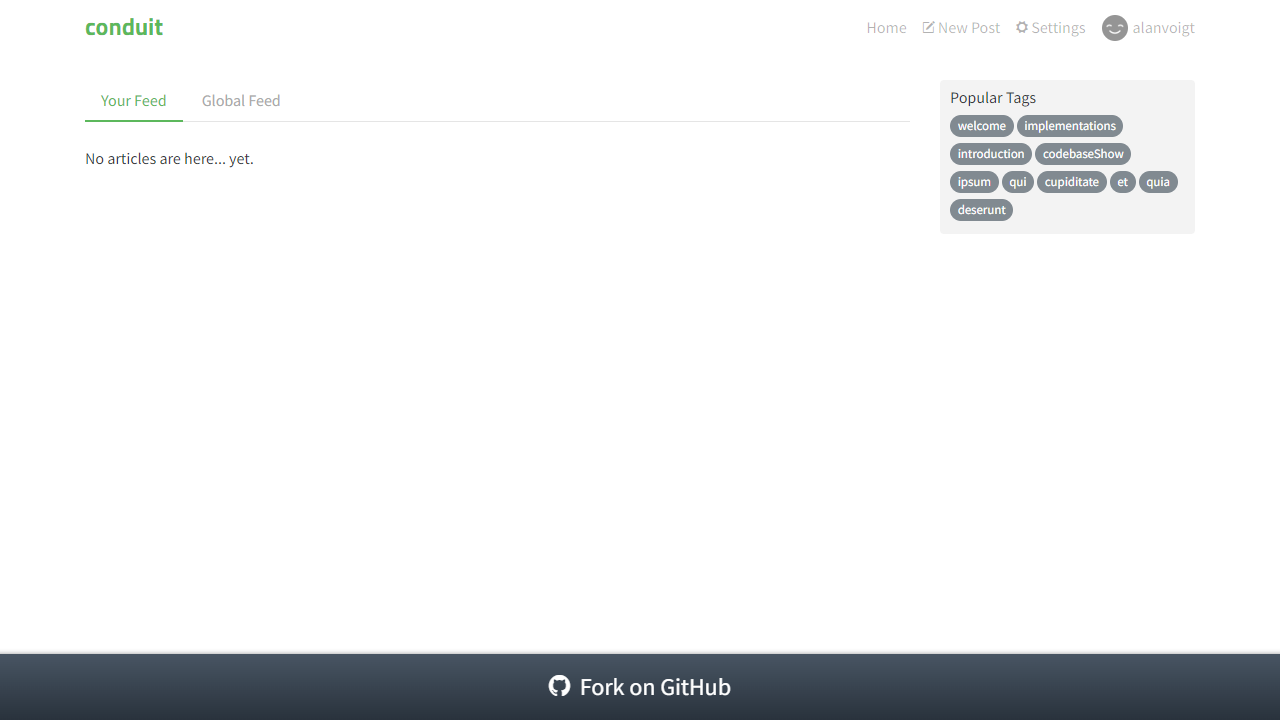 conduit
Home New Post Settings alanvoigt
Your Feed Global Feed
No articles are here... yet.
Popular Tags
welcome implementations
introduction codebaseShow
ipsum qui cupiditate et quia
deserunt
Fork on GitHub